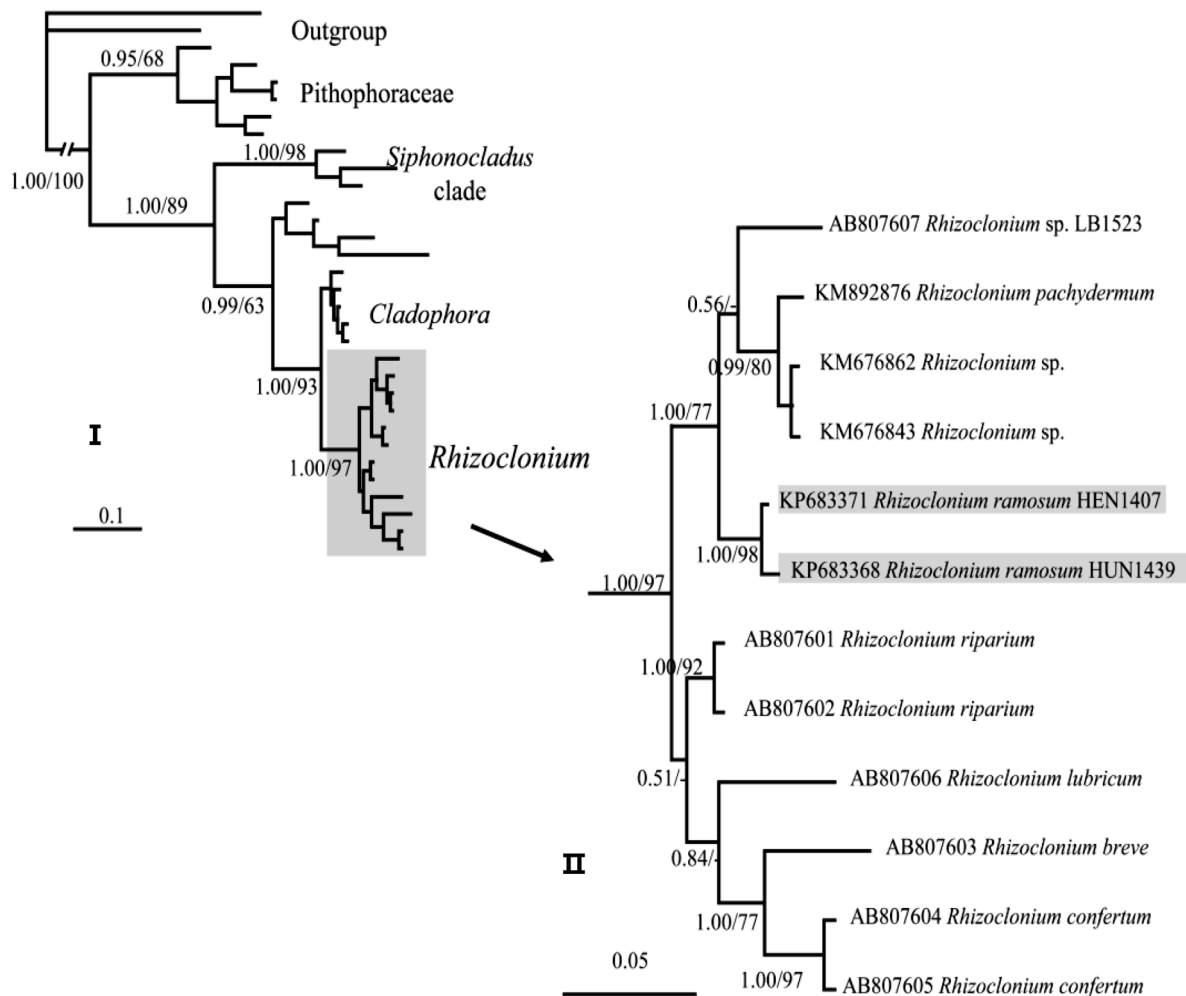 Outgroup
0.95/68
Pithophoraceae
1.00/98
Siphonocladus
clade
1.00/100
1.00/89
0.99/63
Cladophora
1.00/93
I
1.00/97
Rhizoclonium
0.1
AB807607 Rhizoclonium sp. LB1523
0.56/-
KM892876 Rhizoclonium pachydermum
0.99/80
KM676862 Rhizoclonium sp.
1.00/77
KM676843 Rhizoclonium sp.
KP683371 Rhizoclonium ramosum HEN1407
1.00/98
KP683368 Rhizoclonium ramosum HUN1439
1.00/97
AB807601 Rhizoclonium riparium
1.00/92
AB807602 Rhizoclonium riparium
0.51/-
AB807606 Rhizoclonium lubricum
0.84/-
II
AB807603 Rhizoclonium breve
1.00/77
AB807604 Rhizoclonium confertum
0.05
1.00/97
AB807605 Rhizoclonium confertum